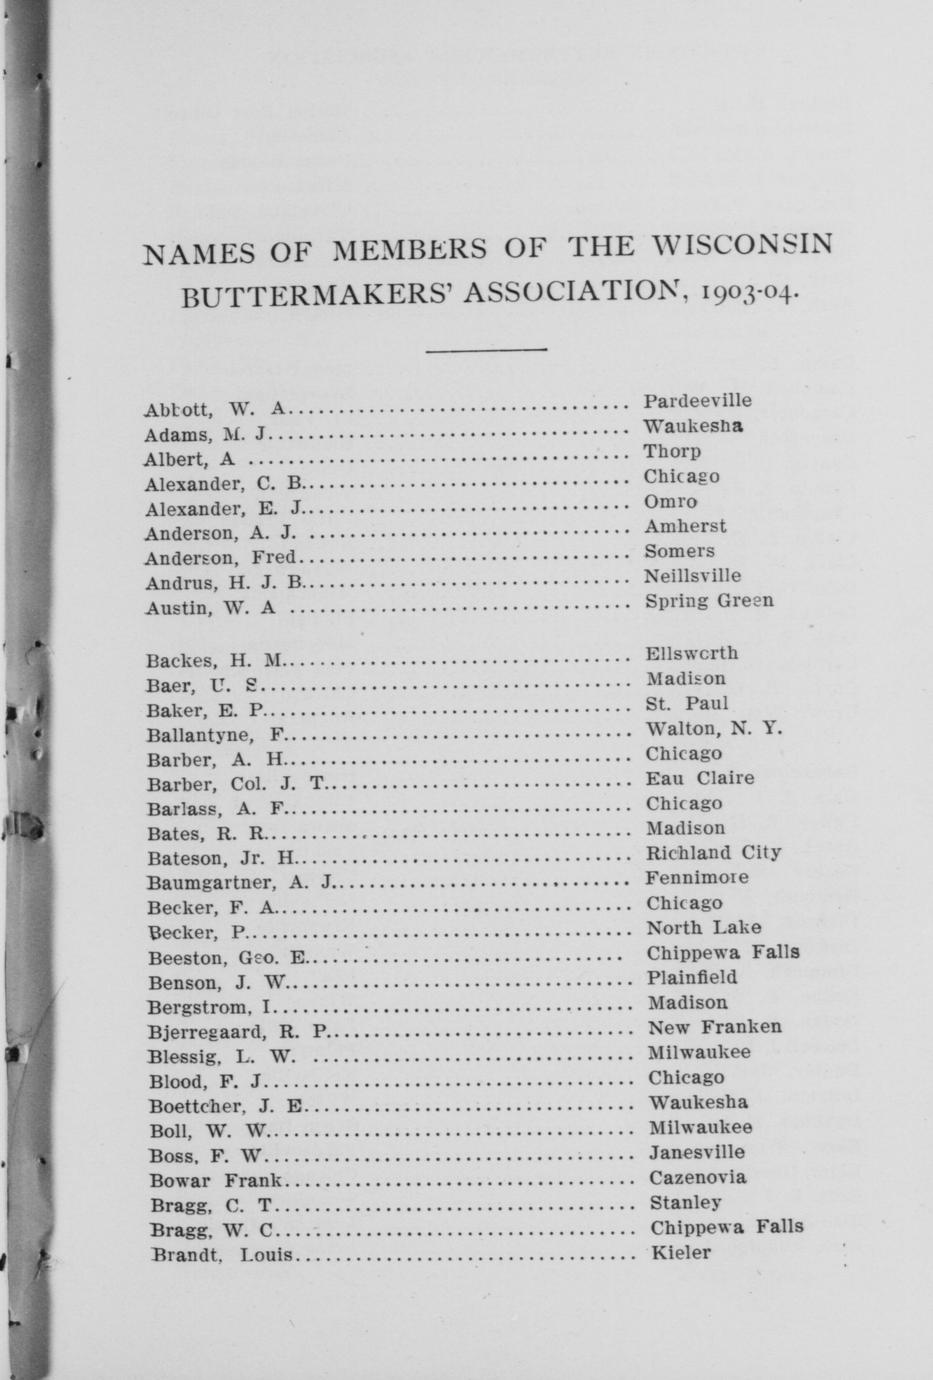 NAMES OF MEMBERS OF THE WISCONSIN
BUTTERMAKERS' ASSOCIATION, 1903-04.
Abbott, W. A.................................... Pardeeville
Adams, M. J...................................... Waukesha
Albert, A ....................................... Thorp
Alexander, C. B.................................. Chicago
Alexander, E. J.................................. Omro
Anderson, A. J. ................................. Amherst
Anderson, Fred................................... Somers
Andrus, H. J. B.................................. Neillsville
Austin, W. A .................................... Spring Green
Backes, H. M..................................... Ellsworth
Baer, U. S....................................... Madison
Baker, E. P...................................... St. Paul
Ballantyne, F.................................... Walton, N. Y.
Barber, A. H..................................... Chicago
Barber, Col. J. T................................ Eau Claire
Barlass, A. F.................................... Chicago
Bates, R. R...................................... Madison
Bateson, Jr. H................................... Richland City
Baumgartner, A. J................................ Fennimore
Becker, F. A..................................... Chicago
Becker, P........................................ North Lake
Beeston, Geo. E.................................. Chippewa Falls
Benson, J. W..................................... Plainfield
Bergstrom, I..................................... Madison
Bjerregaard, R. P................................ New Franken
Blessig, L. W. .................................. Milwaukee
Blood, F. J...................................... Chicago
Boettcher, J. E.................................. Waukesha
Boll, W. W....................................... Milwaukee
Boss, F. W....................................... Janesville
Bowar Frank...................................... Cazenovia
Bragg, C. T...................................... Stanley
Bragg, W. C...................................... Chippewa Falls
Brandt, Louis.................................... Kieler